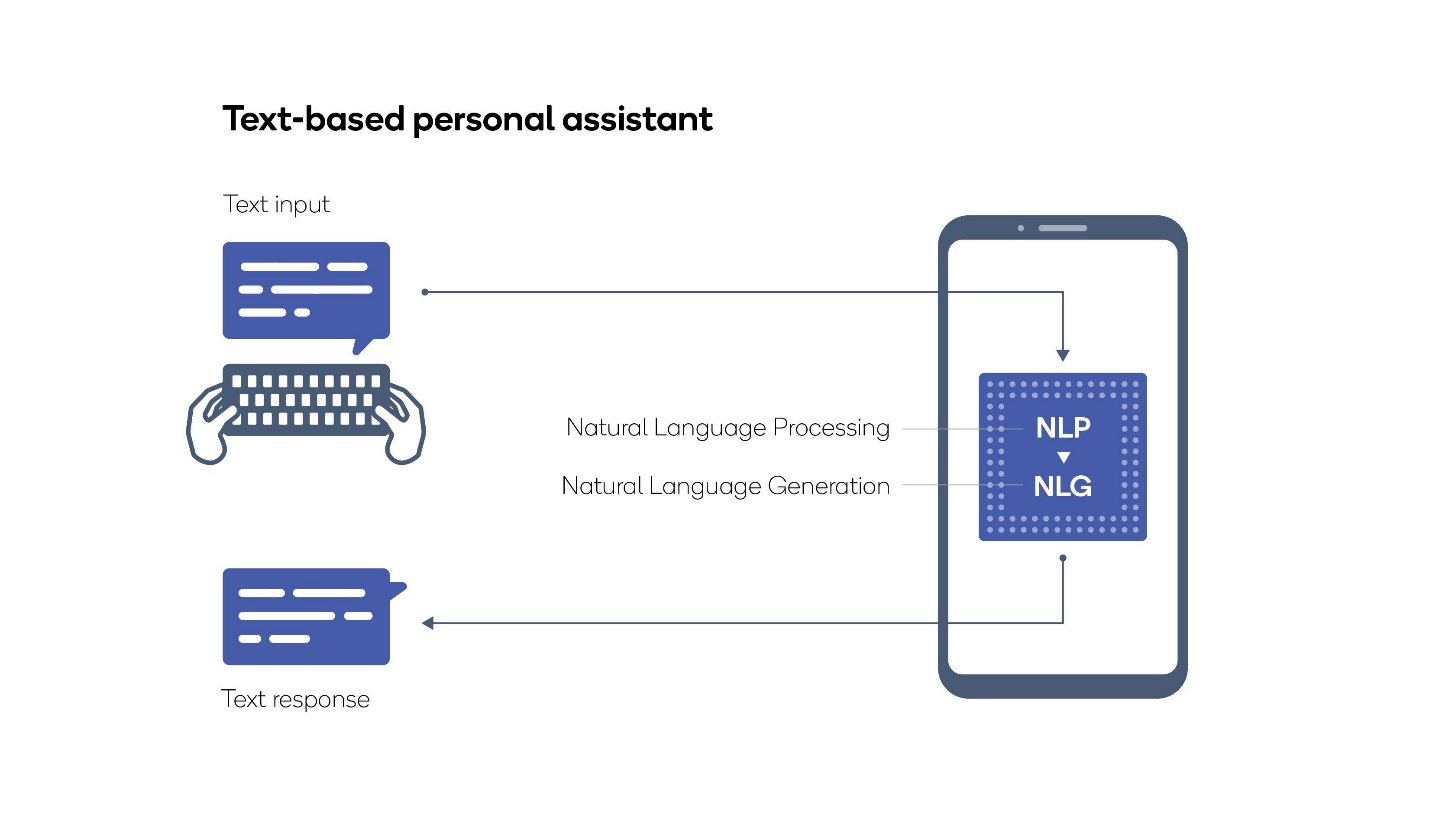 Text-based personal assistant
Text input
Natural Language Processing
NLP
Natural Language Generation
NLG
Text response